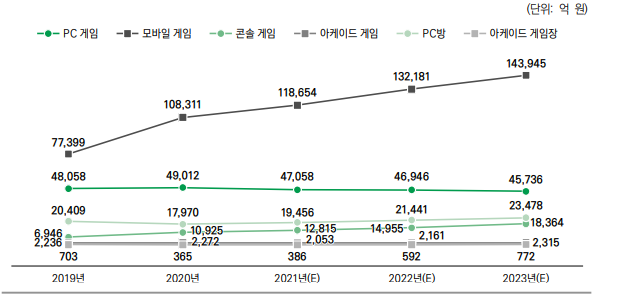 (단위: 억 원)
PC 게임 모바일 게임 콘솔 게임 아케이드 게임 PC방 아케이드 게임장
143,945
132,181
118,654
108,311
77,399
48,058 49,012 47,058 46,946 45,736
20,409 17,970 19,456 21,441 23,478
6,946 10,925 12,815 14,955 18,364
2,236 2,272 2,053 2,161 2,315
703 365 386 592 772
2019년 2020년 2021년(E) 2022년(E) 2023년(E)